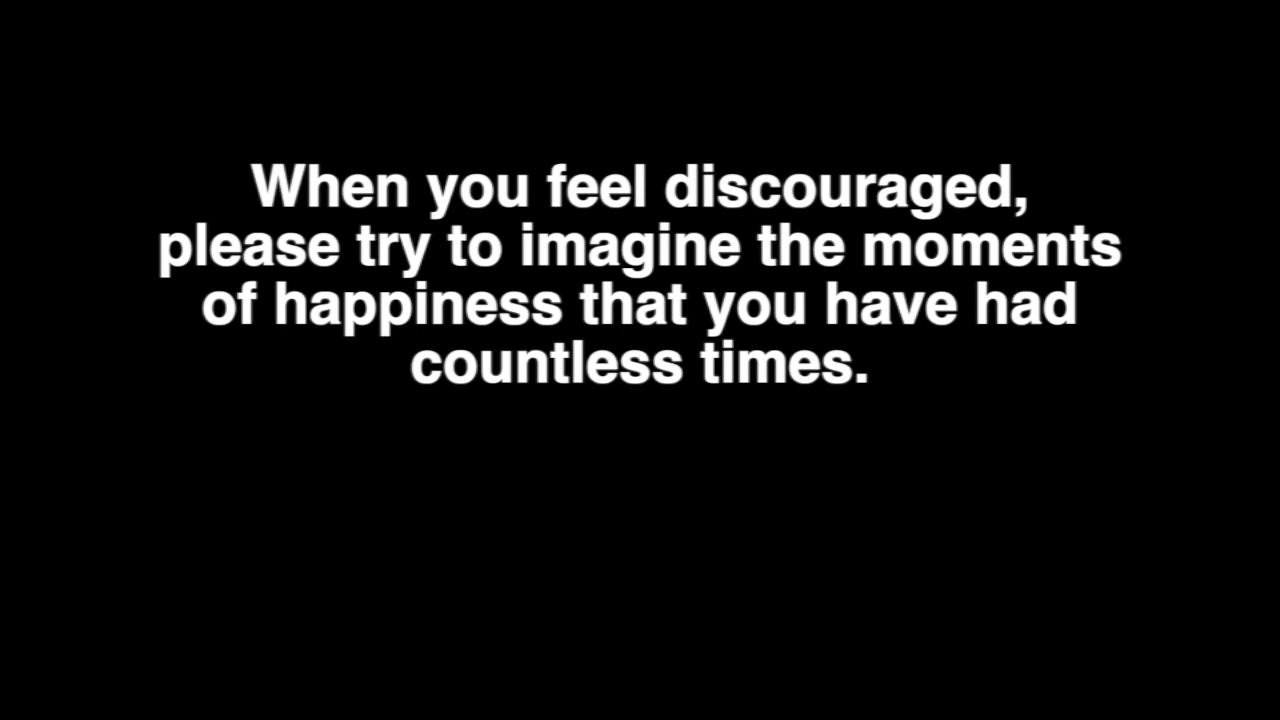 When you feel discouraged,
please try to imagine the moments
of happiness that you have had
countless times.